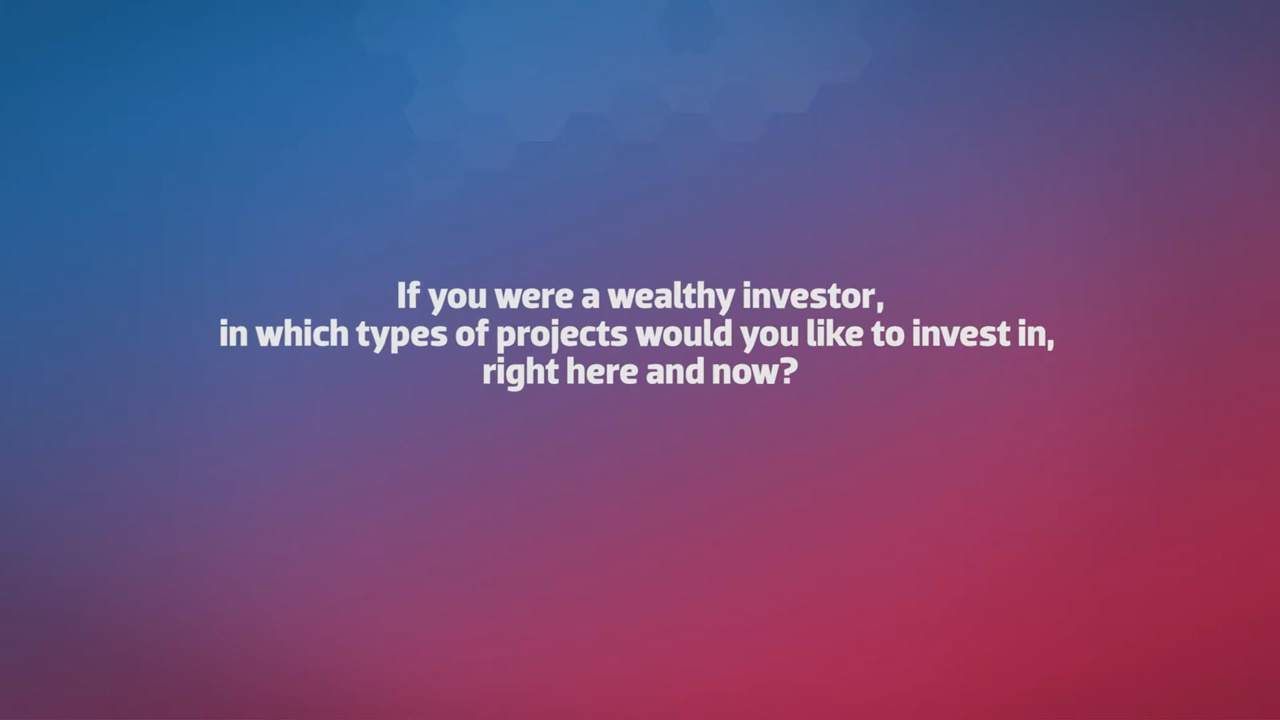 If you were a wealthy investor,
in which types of projects would you like to invest in,
right here and now?